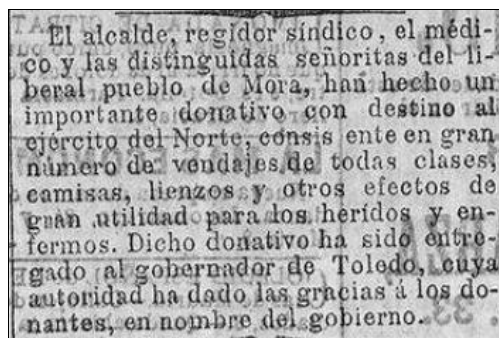 El alcalde, regidor síndico, el médi-
co y las distinguidas señoritas del li-
beral pueblo de Mora, han hecho un
importante donativo con destino al
ejército del Norte, consis ente en gran
número de vendajes de todas clases,
camisas, lienzos y otros efectos de
gran utilidad para los heridos y en-
fermos. Dicho donativo ha sido entre-
gado al gobernador de Toledo, cuya
autoridad ha dado las gracias á los do-
nantes, en nombre del gobierno.